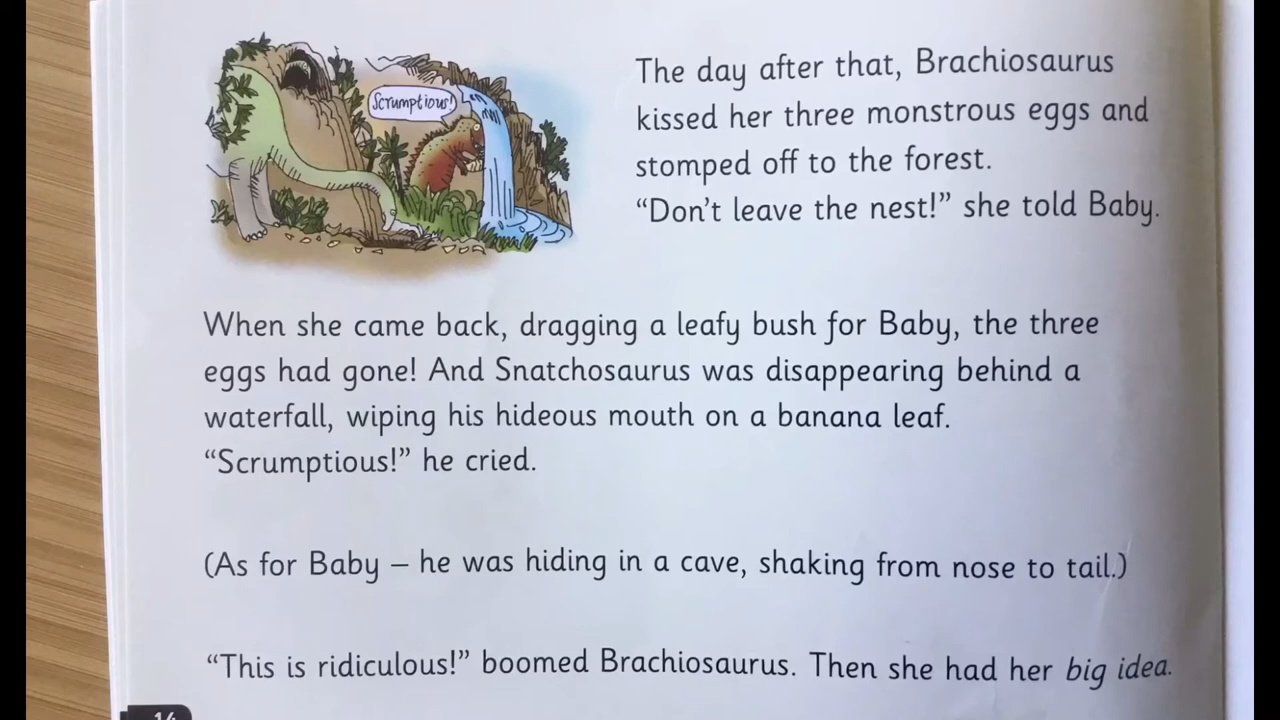 Scrumptious!
The day after that, Brachiosaurus
kissed her three monstrous eggs and
stomped off to the forest.
“Don’t leave the nest!” she told Baby.
When she came back, dragging a leafy bush for Baby, the three
eggs had gone! And Snatchosaurus was disappearing behind a
waterfall, wiping his hideous mouth on a banana leaf.
“Scrumptious!” he cried.
(As for Baby – he was hiding in a cave, shaking from nose to tail.)
“This is ridiculous!” boomed Brachiosaurus. Then she had her big idea.
14